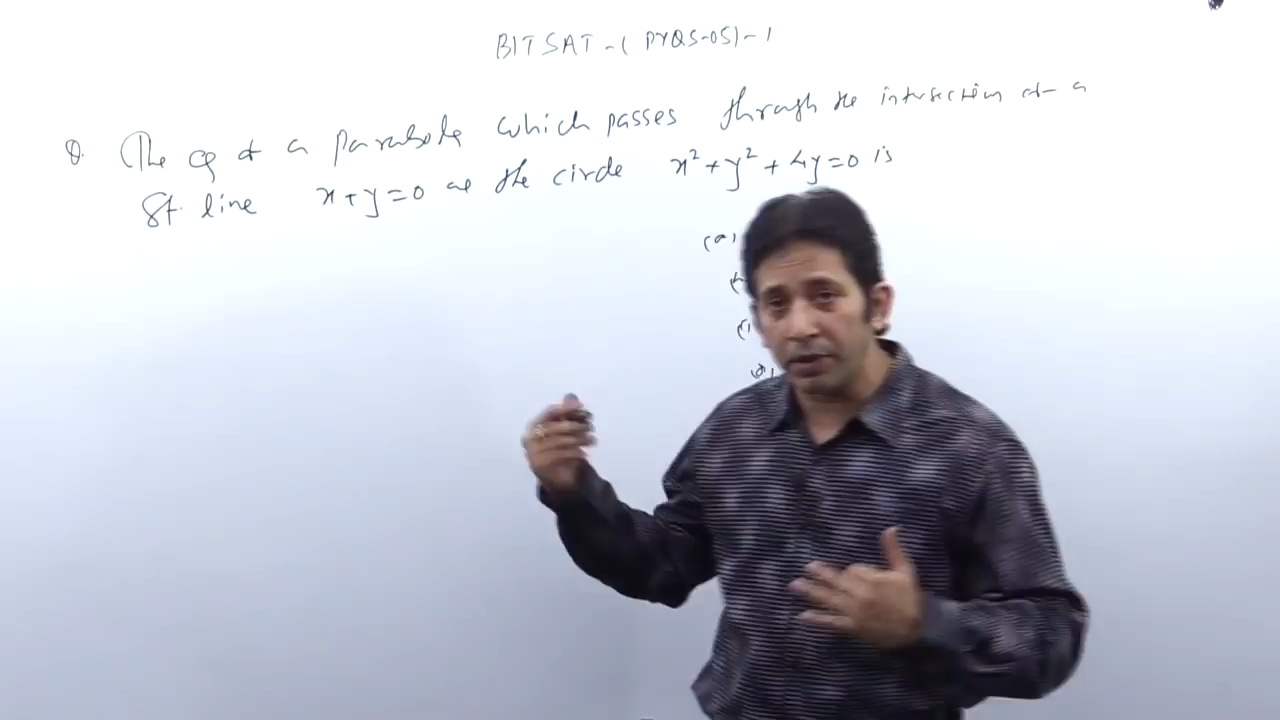 BITSAT - ( PYQS-05) - 1
Q. The eq of a parabola which passes through the intersection of a
St. line x + y = 0 and the circle x² + y² + 4y = 0 is
(a)
(b)
(c)
(d)